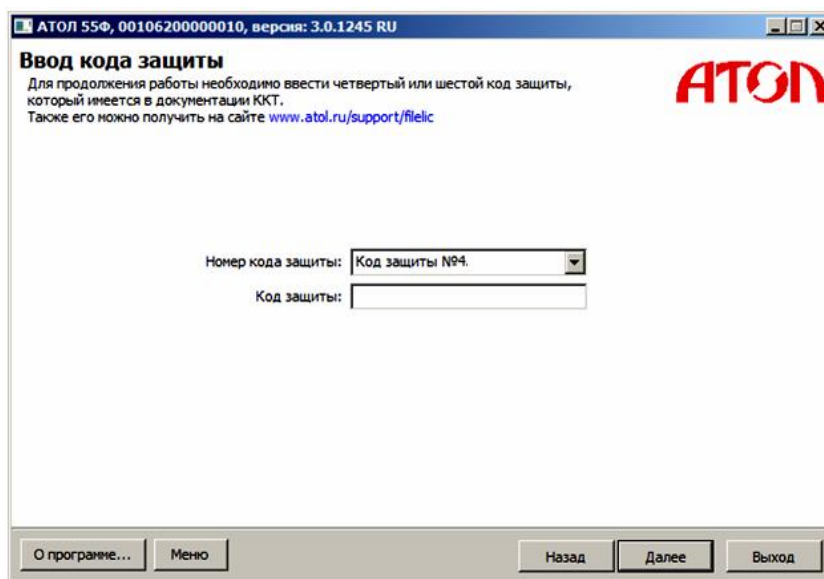 АТОЛ 55Ф, 00106200000010, версия: 3.0.1245 RU
Ввод кода защиты
Для продолжения работы необходимо ввести четвертый или шестой код защиты,
который имеется в документации ККТ.
Также его можно получить на сайте www.atol.ru/support/filelic
АТОЛ
Номер кода защиты: Код защиты №4.
Код защиты:
О программе... Меню Назад Далее Выход